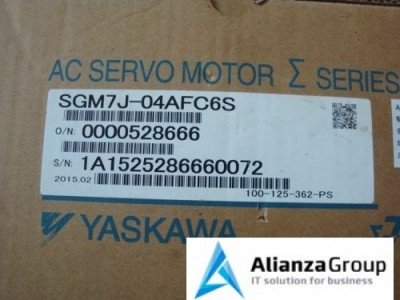 AC SERVO MOTOR Σ SERIES
SGM7J-04AFC6S
O/N: 0000528666
S/N: 1A1525286660072
2015.02
100-125-362-PS
YASKAWA
AlianzaGroup
IT solution for business